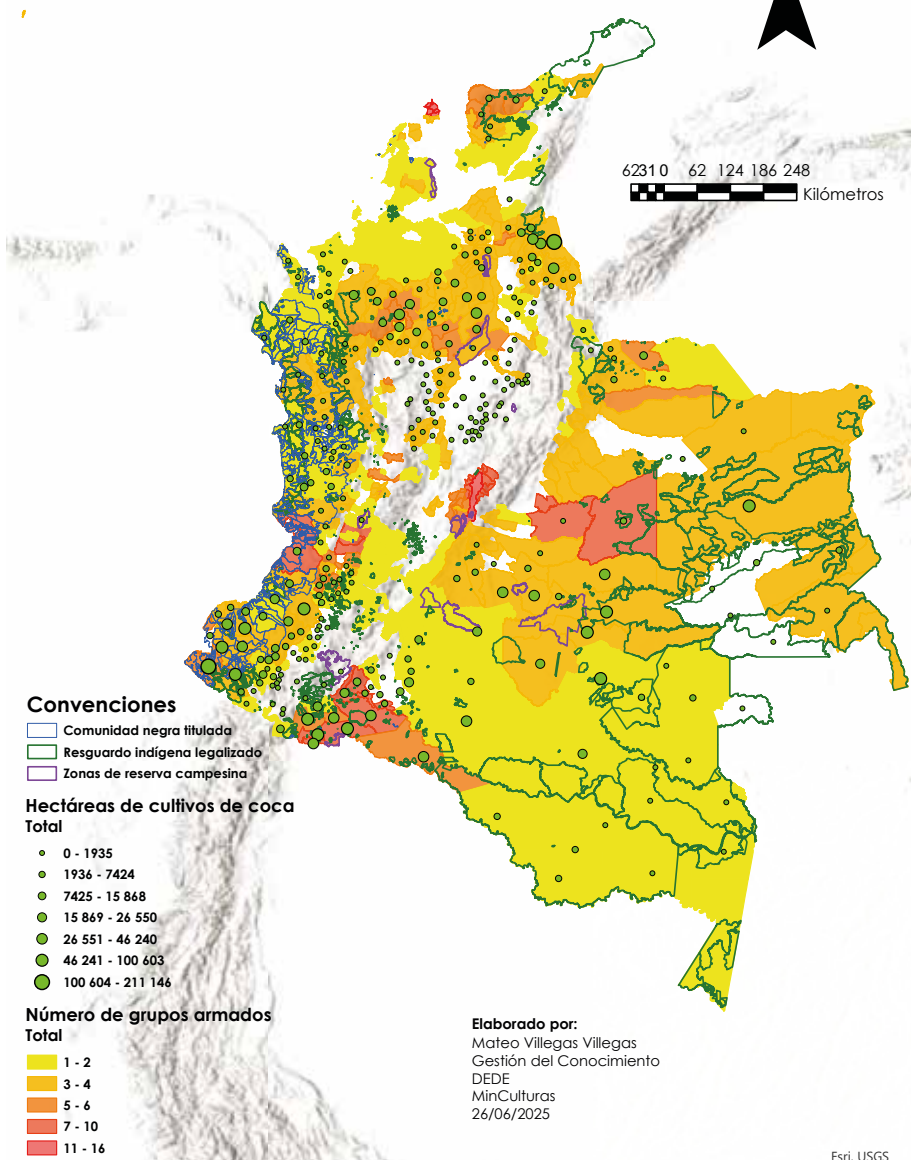 6231 0 62 124 186 248
Kilómetros
Convenciones
Comunidad negra titulada
Resguardo indígena legalizado
Zonas de reserva campesina
Hectáreas de cultivos de coca
Total
0 - 1935
1936 - 7424
7425 - 15 868
15 869 - 26 550
26 551 - 46 240
46 241 - 100 603
100 604 - 211 146
Número de grupos armados
Total
1 - 2
3 - 4
5 - 6
7 - 10
11 - 16
Elaborado por:
Mateo Villegas Villegas
Gestión del Conocimiento
DEDE
MinCulturas
26/06/2025
Esri, USGS